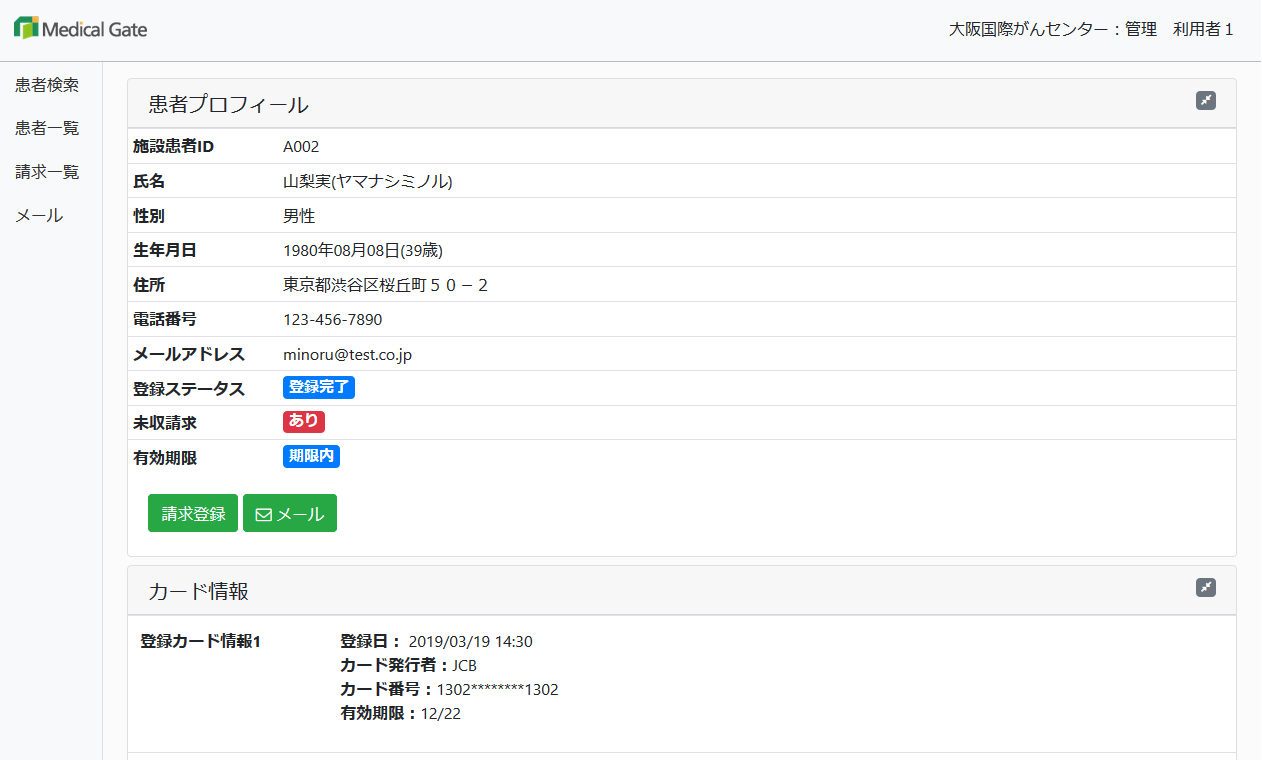 Medical Gate
大阪国際がんセンター：管理　利用者１
患者検索
患者一覧
請求一覧
メール
患者プロフィール
施設患者ID A002
氏名 山梨実(ヤマナシミノル)
性別 男性
生年月日 1980年08月08日(39歳)
住所 東京都渋谷区桜丘町５０－２
電話番号 123-456-7890
メールアドレス minoru@test.co.jp
登録ステータス 登録完了
未収請求 あり
有効期限 期限内
請求登録 メール
カード情報
登録カード情報1 登録日： 2019/03/19 14:30
カード発行者：JCB
カード番号：1302********1302
有効期限：12/22